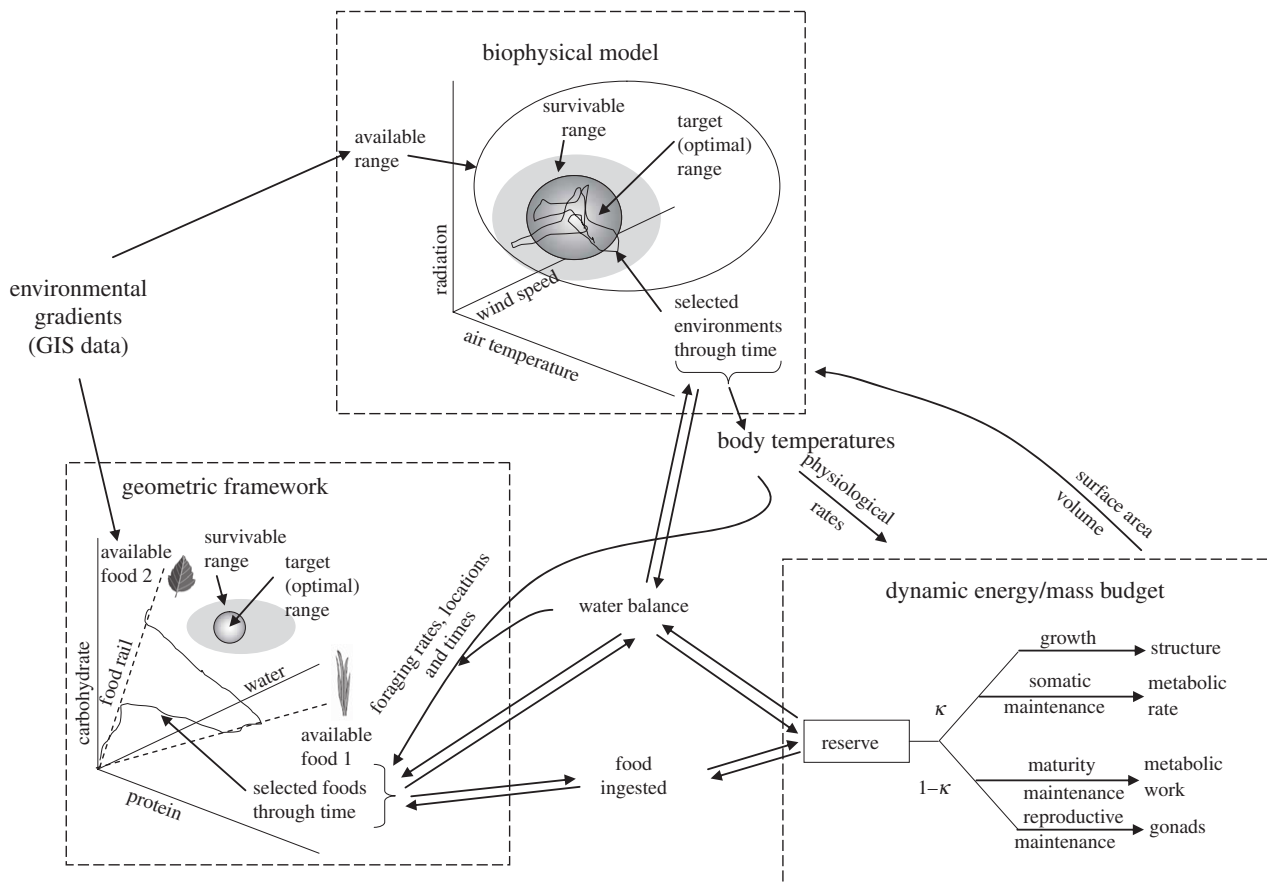 biophysical model
survivable
range
target
(optimal)
range
available
range
radiation
wind speed
air temperature
selected
environments
through time
environmental
gradients
(GIS data)
body temperatures
physiological
rates
surface area
volume
geometric framework
available
food 2
survivable
range
target
(optimal)
range
carbohydrate
food rail
water
protein
available
food 1
selected foods
through time
foraging rates, locations
and times
water balance
food
ingested
dynamic energy/mass budget
reserve
κ
1–κ
growth
structure
somatic
maintenance
metabolic
rate
maturity
maintenance
metabolic
work
reproductive
maintenance
gonads